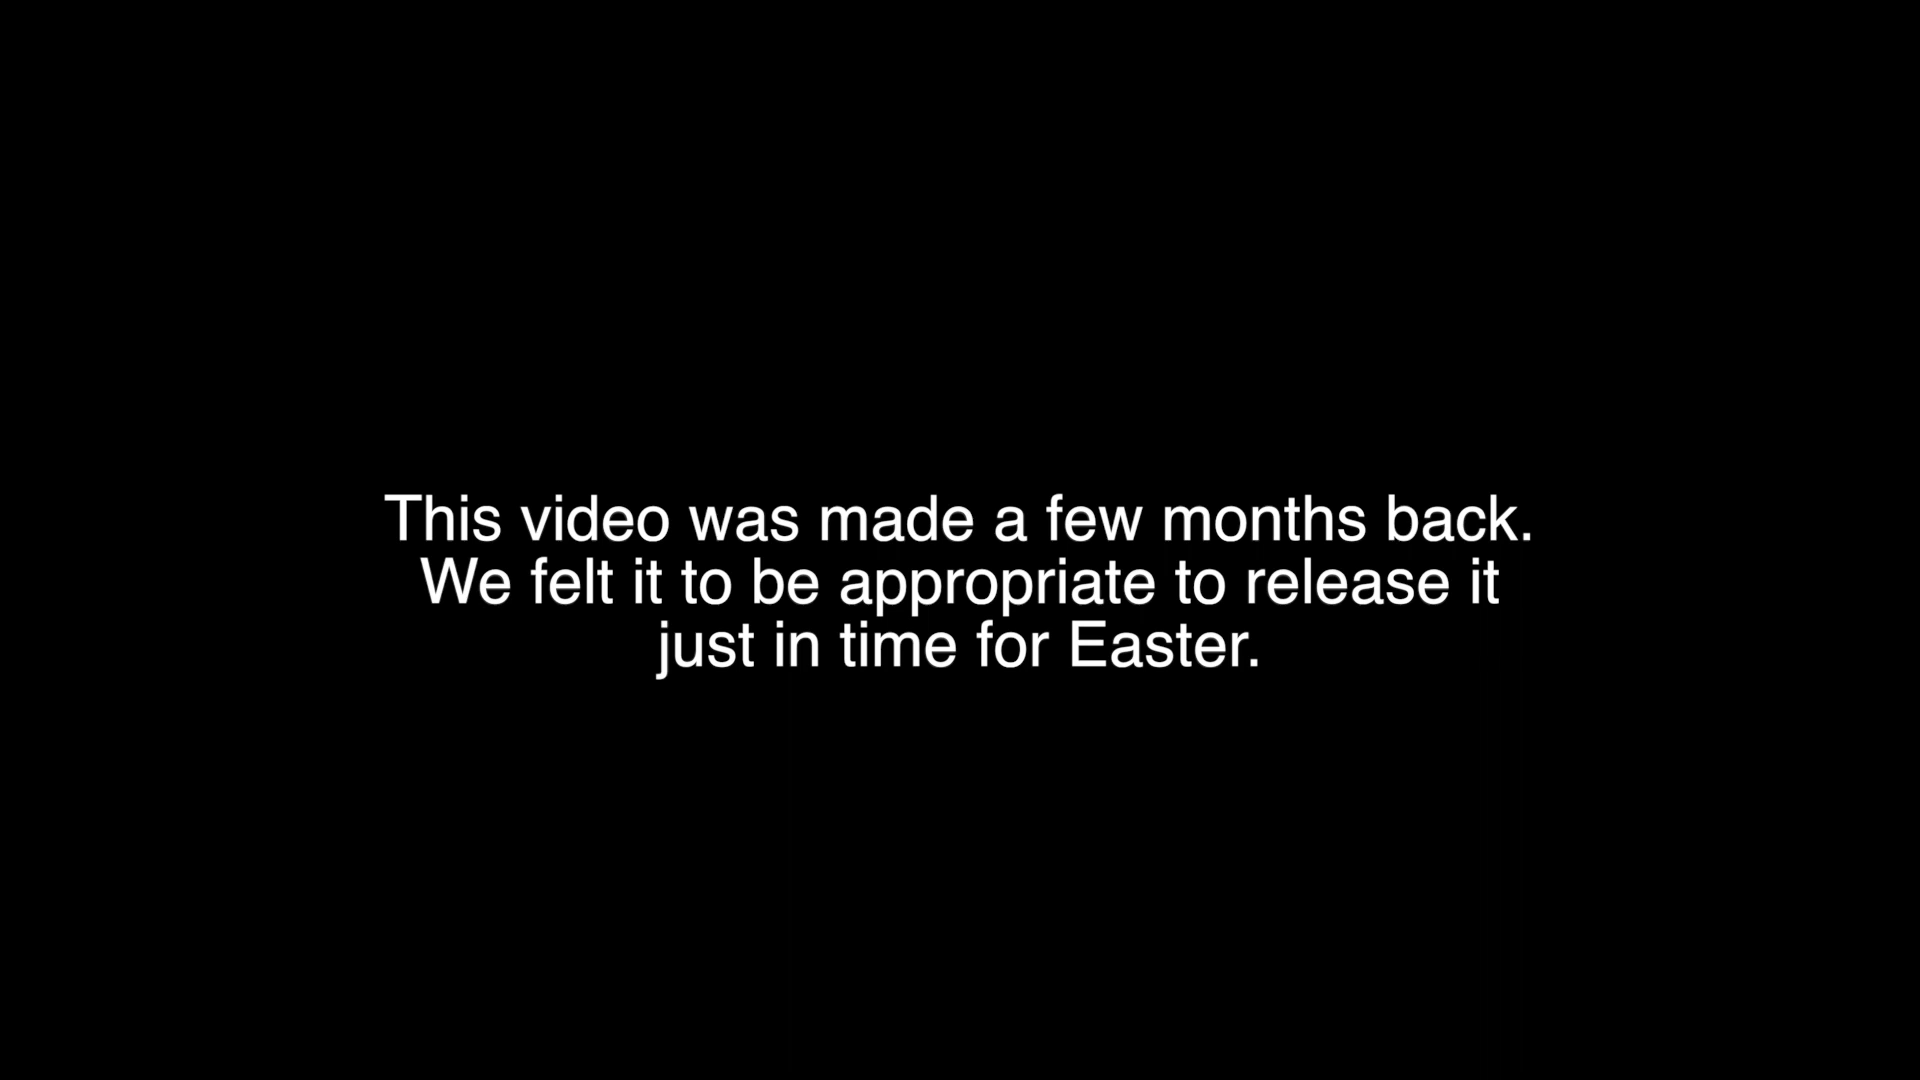 This video was made a few months back.
We felt it to be appropriate to release it
just in time for Easter.